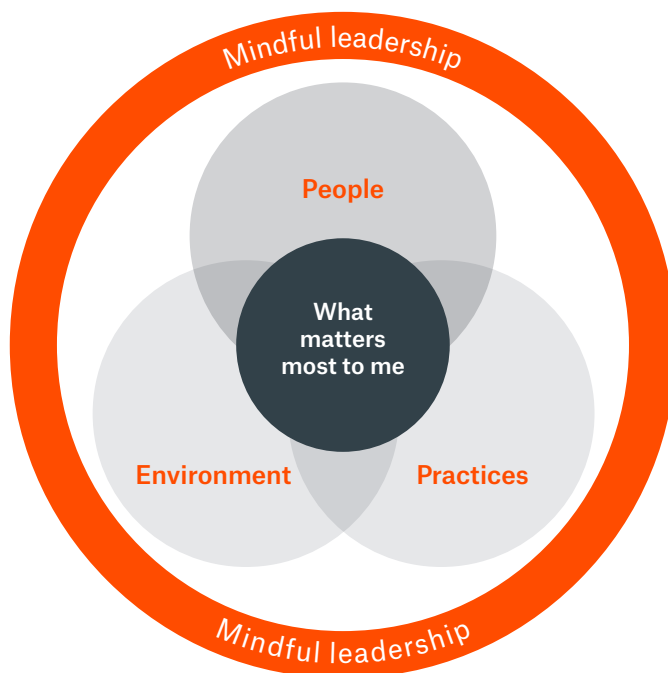 Mindful leadership
People
What
matters
most to me
Environment
Practices
Mindful leadership